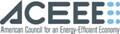 ACEEE
American Council for an Energy-Efficient Economy